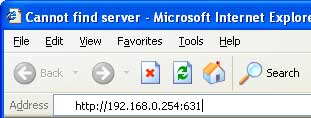 Cannot find server - Microsoft Internet Explore
File Edit View Favorites Tools Help
Back Search
Address http://192.168.0.254:631